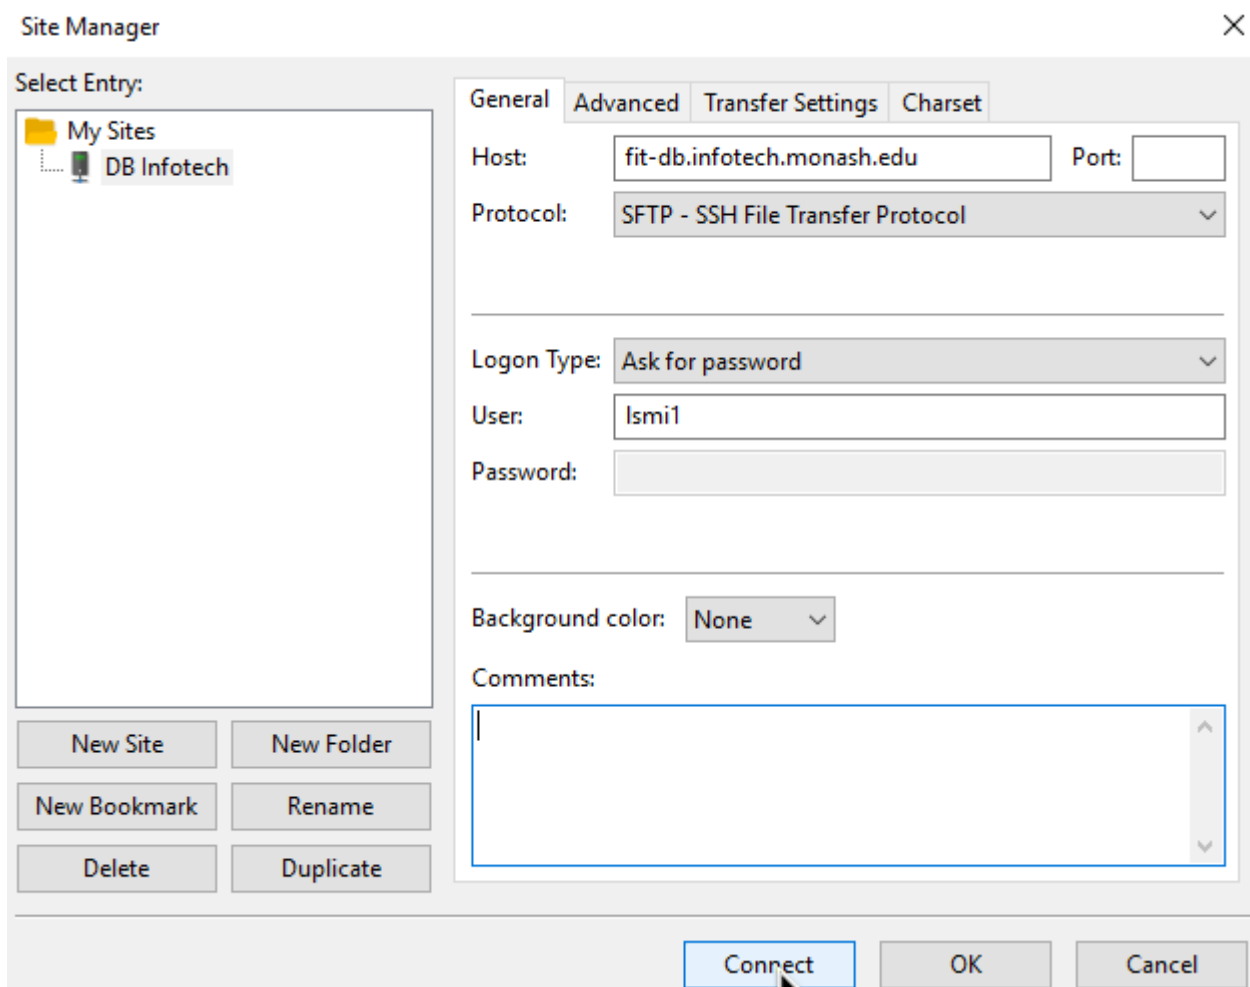 Site Manager
Select Entry:
My Sites
DB Infotech
New Site
New Folder
New Bookmark
Rename
Delete
Duplicate
General
Advanced
Transfer Settings
Charset
Host:
fit-db.infotech.monash.edu
Port:
Protocol:
SFTP - SSH File Transfer Protocol
Logon Type:
Ask for password
User:
lsmi1
Password:
Background color:
None
Comments:
Connect
OK
Cancel